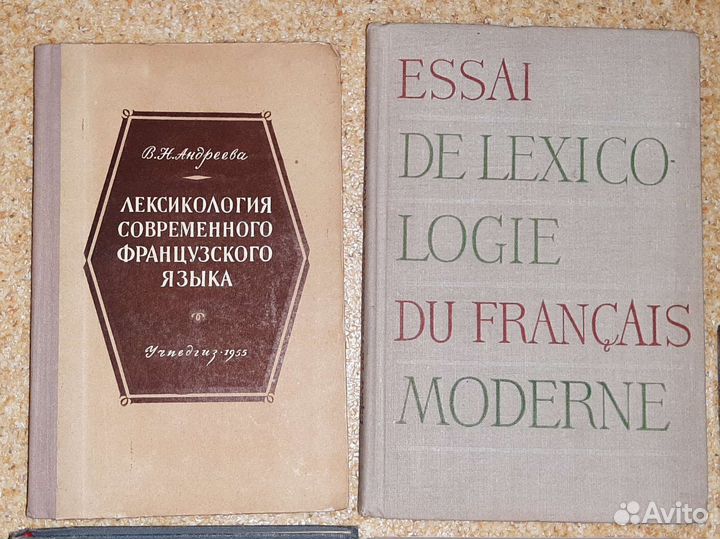 В.Н.Андреева
ЛЕКСИКОЛОГИЯ
СОВРЕМЕННОГО
ФРАНЦУЗСКОГО
ЯЗЫКА
Учпедгиз·1955
ESSAI
DE LEXICO-
LOGIE
DU FRANÇAIS
MODERNE
Avito